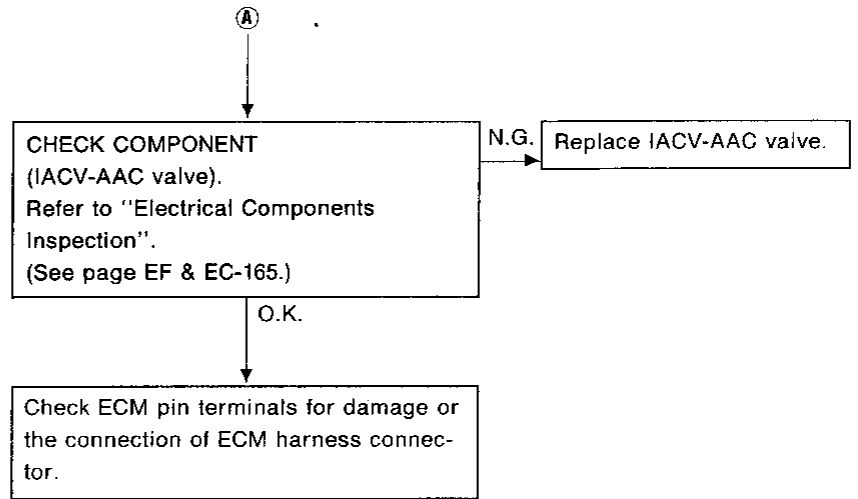 A
CHECK COMPONENT
(IACV-AAC valve).
Refer to "Electrical Components
Inspection".
(See page EF & EC-165.)
N.G.
Replace IACV-AAC valve.
O.K.
Check ECM pin terminals for damage or
the connection of ECM harness connec-
tor.